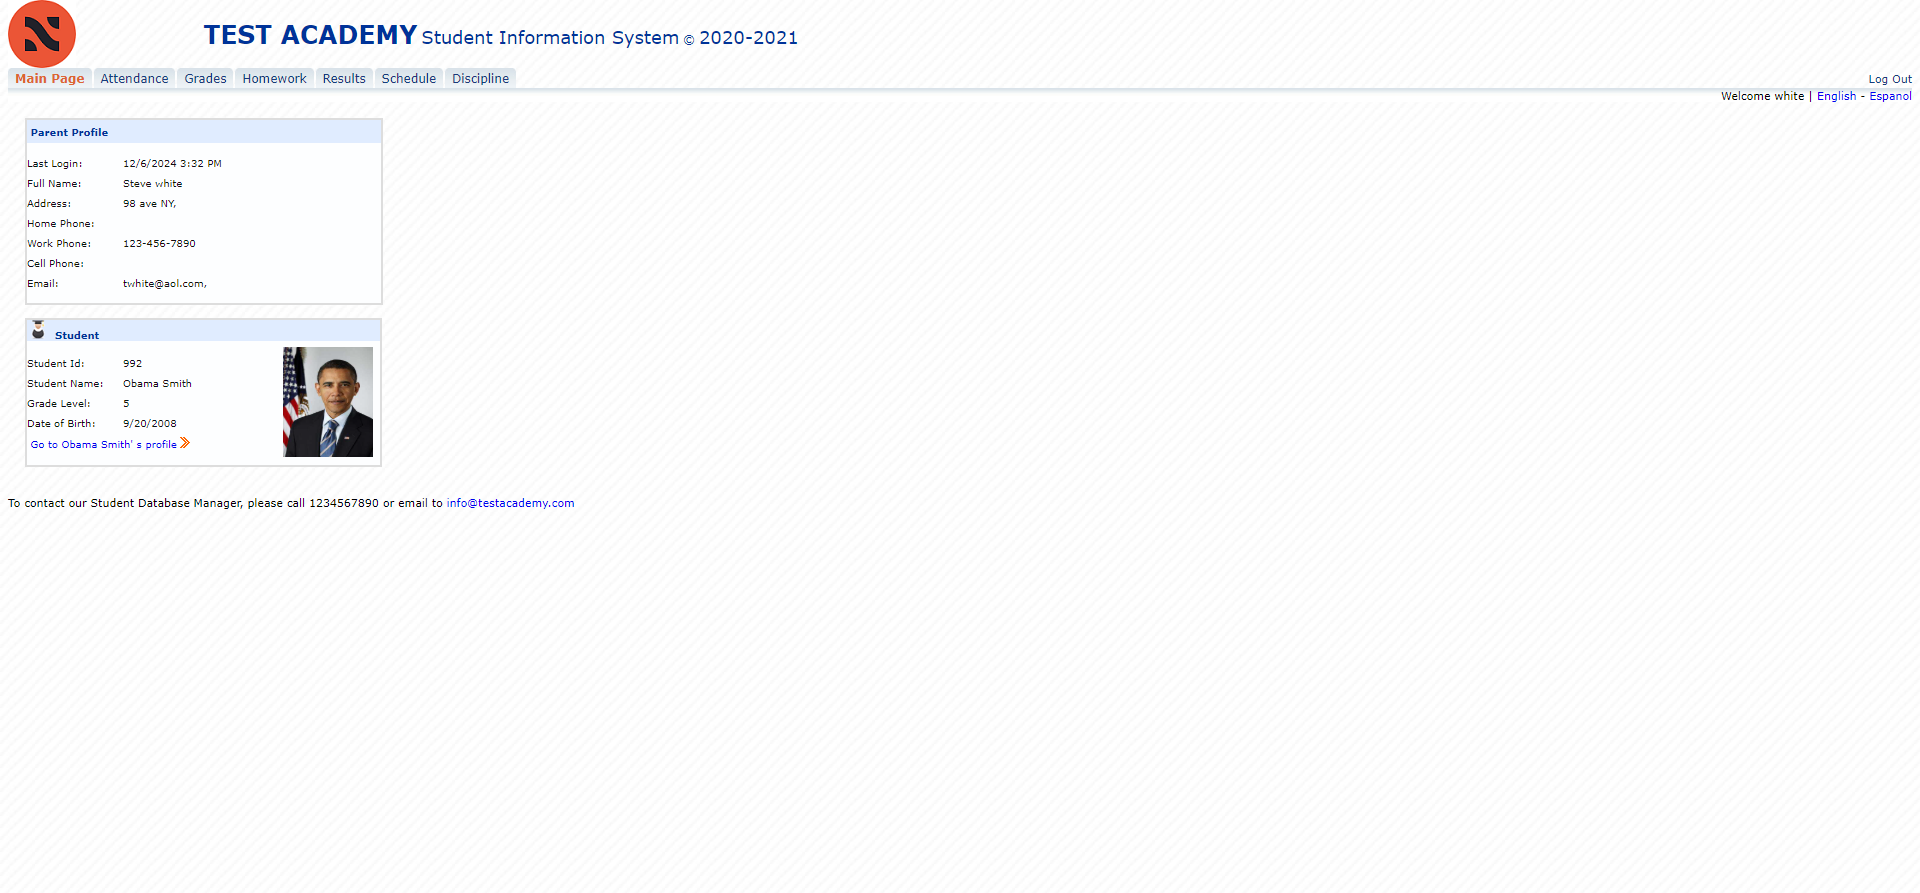 TEST ACADEMY Student Information System © 2020-2021
Main Page Attendance Grades Homework Results Schedule Discipline Log Out
Welcome white | English - Espanol
Parent Profile
Last Login: 12/6/2024 3:32 PM
Full Name: Steve white
Address: 98 ave NY,
Home Phone:
Work Phone: 123-456-7890
Cell Phone:
Email: twhite@aol.com,
Student
Student Id: 992
Student Name: Obama Smith
Grade Level: 5
Date of Birth: 9/20/2008
Go to Obama Smith' s profile
To contact our Student Database Manager, please call 1234567890 or email to info@testacademy.com